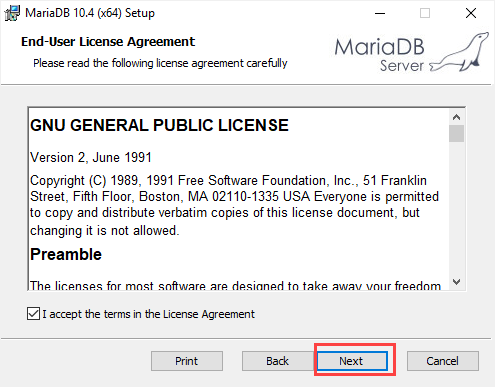 MariaDB 10.4 (x64) Setup
End-User License Agreement
Please read the following license agreement carefully
MariaDB
Server
GNU GENERAL PUBLIC LICENSE
Version 2, June 1991
Copyright (C) 1989, 1991 Free Software Foundation, Inc., 51 Franklin
Street, Fifth Floor, Boston, MA 02110-1335 USA Everyone is permitted
to copy and distribute verbatim copies of this license document, but
changing it is not allowed.
Preamble
The licenses for most software are designed to take away your freedom
I accept the terms in the License Agreement
Print
Back
Next
Cancel